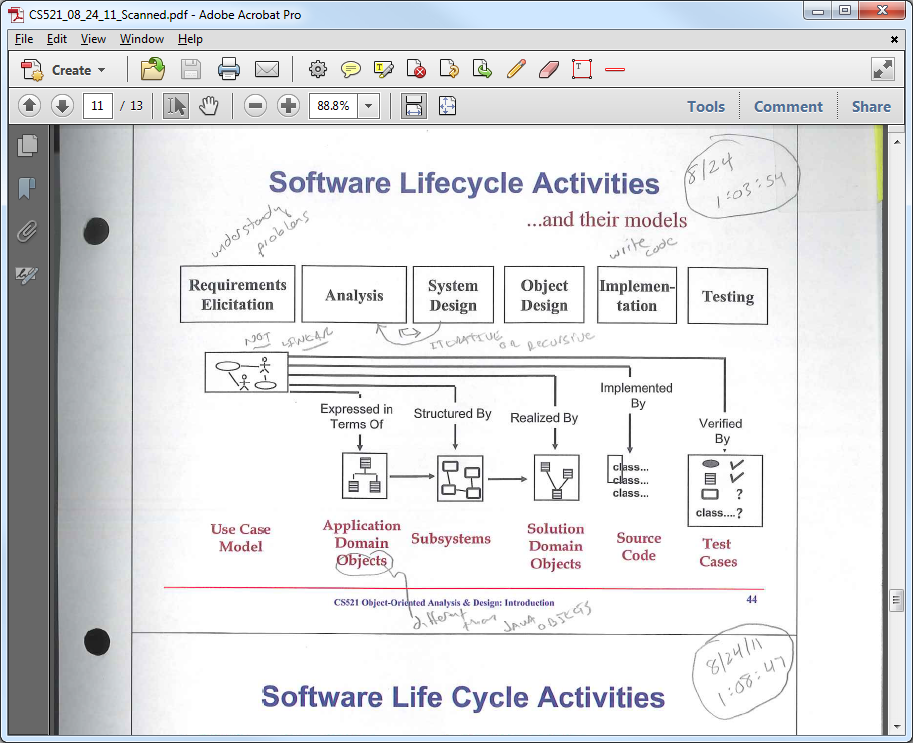 CS521_08_24_11_Scanned.pdf - Adobe Acrobat Pro
File Edit View Window Help
Create
11 / 13
88.8%
Tools Comment Share
Software Lifecycle Activities
8/24
1:03:54
...and their models
understandy
problems
write
code
Requirements
Elicitation
Analysis
System
Design
Object
Design
Implemen-
tation
Testing
NOT LINEAR
ITERATIVE OR RECURSIVE
Expressed in
Terms Of
Structured By
Realized By
Implemented
By
Verified
By
class...
class...
class...
?
class....?
Use Case
Model
Application
Domain
Objects
Subsystems
Solution
Domain
Objects
Source
Code
Test
Cases
CS521 Object-Oriented Analysis & Design: Introduction
44
different
from JAVA OBJECTS
8/24/11
1:08:47
Software Life Cycle Activities